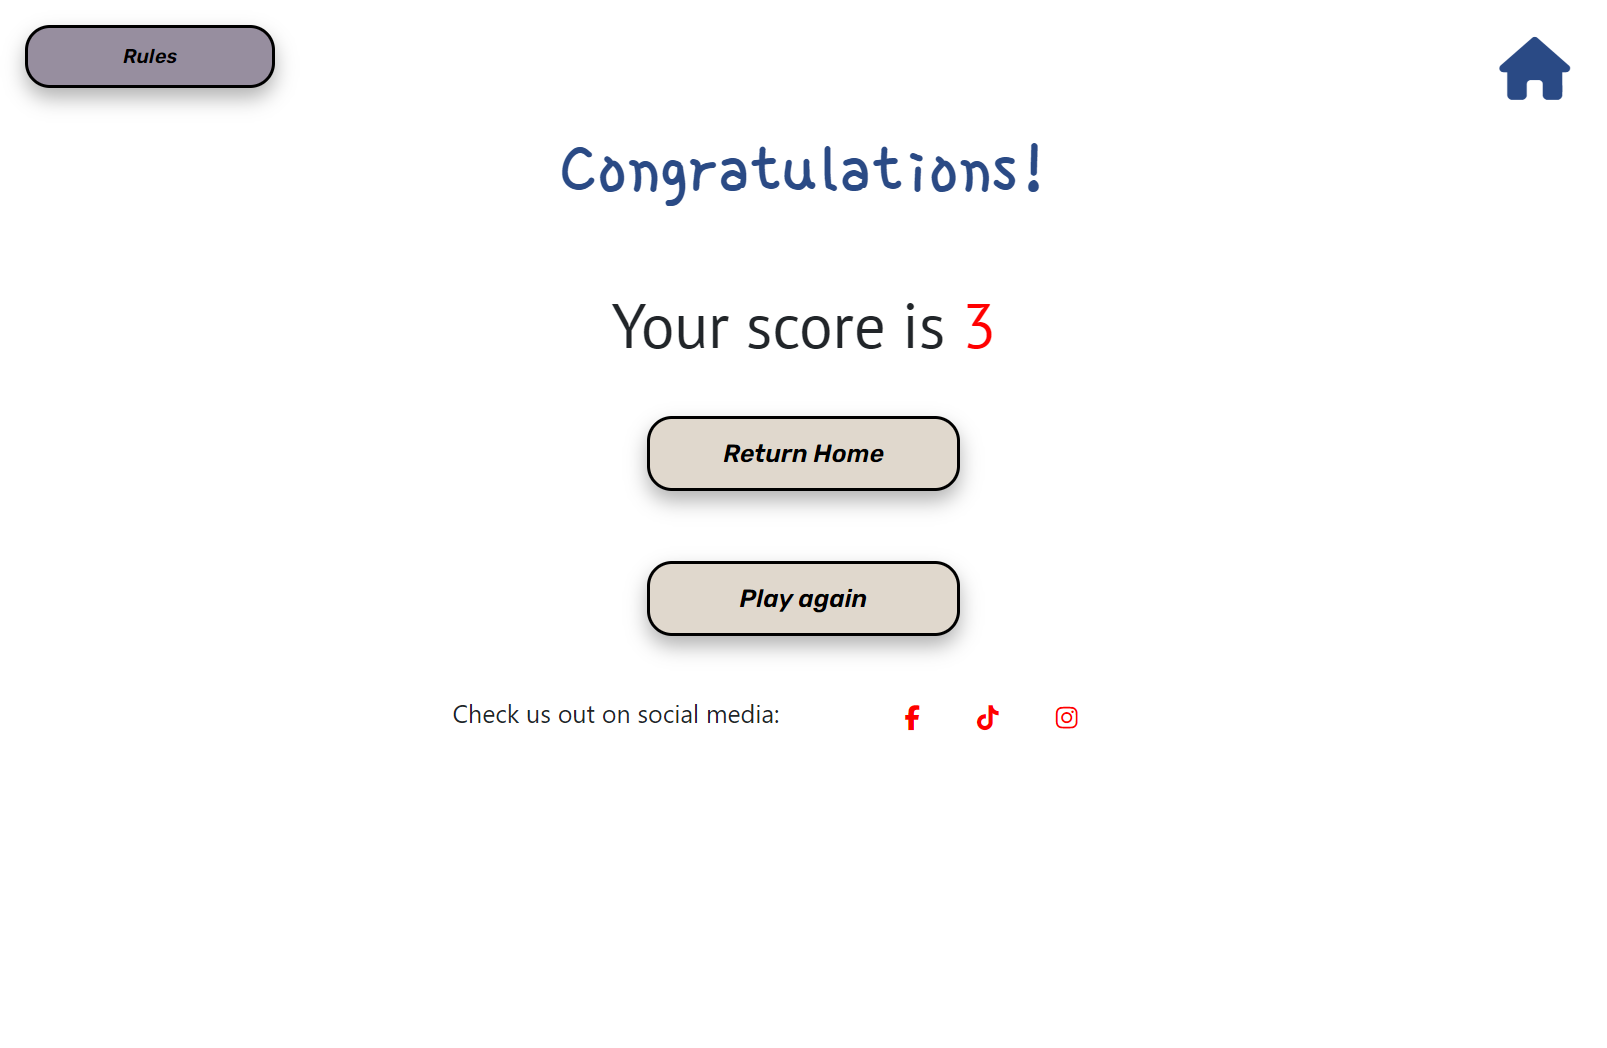 Rules
Congratulations!
Your score is 3
Return Home
Play again
Check us out on social media: